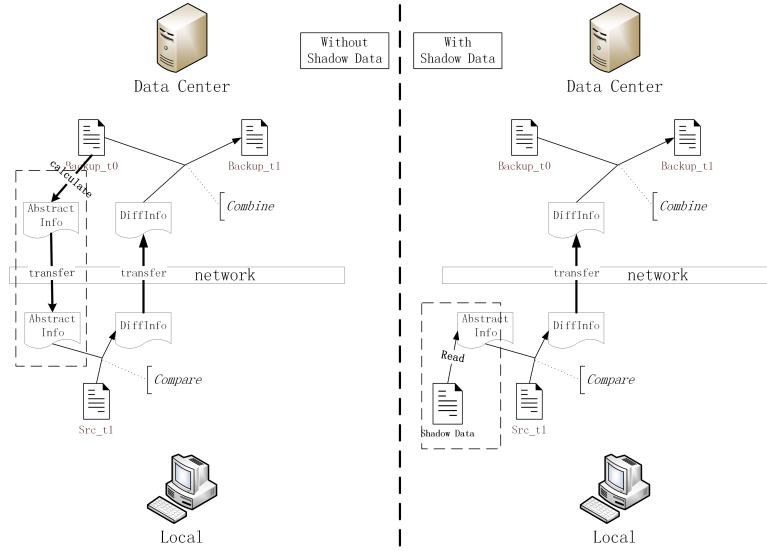 Without
Shadow Data
Data Center
Backup_t0
Backup_t1
calculate
Abstract
Info
DiffInfo
Combine
transfer
transfer
network
Abstract
Info
DiffInfo
Compare
Src_t1
Local
With
Shadow Data
Data Center
Backup_t0
Backup_t1
DiffInfo
Combine
transfer
network
Abstract
Info
DiffInfo
Read
Compare
Shadow Data
Src_t1
Local